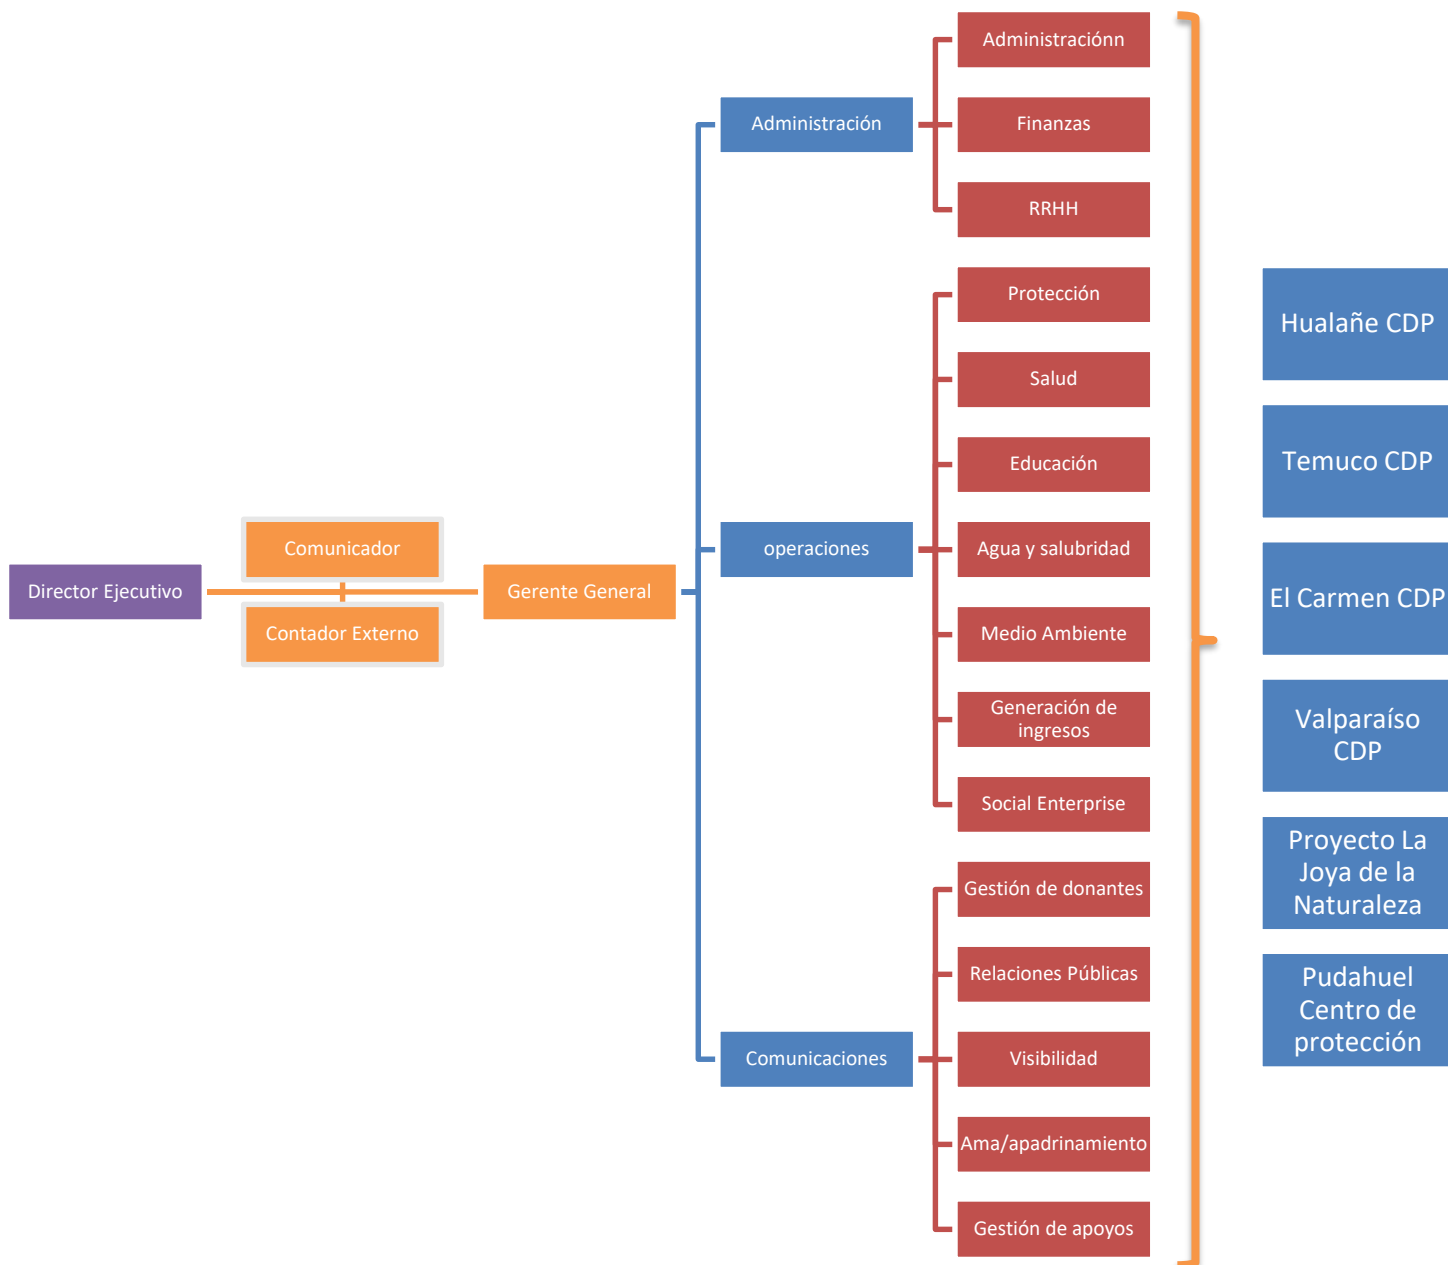 Director Ejecutivo
Comunicador
Contador Externo
Gerente General
Administración
Administraciónn
Finanzas
RRHH
operaciones
Protección
Salud
Educación
Agua y salubridad
Medio Ambiente
Generación de
ingresos
Social Enterprise
Comunicaciones
Gestión de donantes
Relaciones Públicas
Visibilidad
Ama/apadrinamiento
Gestión de apoyos
Hualañe CDP
Temuco CDP
El Carmen CDP
Valparaíso
CDP
Proyecto La
Joya de la
Naturaleza
Pudahuel
Centro de
protección